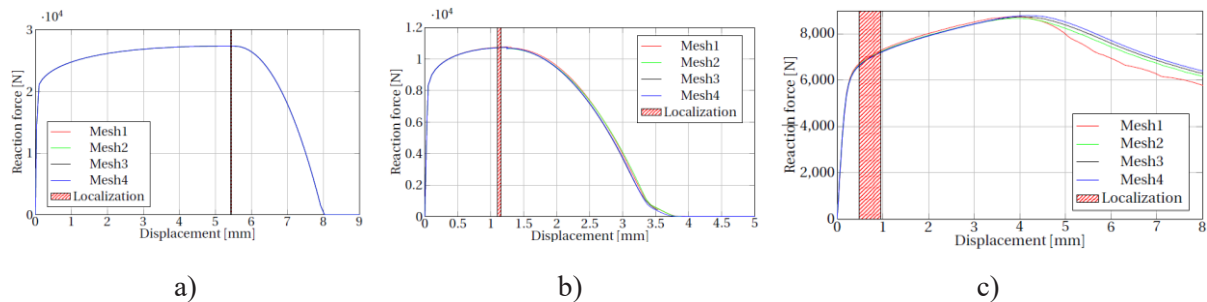 ·10⁴
3
2
1
0
Reaction force [N]
Mesh1
Mesh2
Mesh3
Mesh4
Localization
0 1 2 3 4 5 6 7 8 9
Displacement [mm]
a)
·10⁴
1.4
1.2
1
0.8
0.6
0.4
0.2
0
Reaction force [N]
Mesh1
Mesh2
Mesh3
Mesh4
Localization
0 0.5 1 1.5 2 2.5 3 3.5 4 4.5 5
Displacement [mm]
b)
8,000
6,000
4,000
2,000
0
Reaction force [N]
Mesh1
Mesh2
Mesh3
Mesh4
Localization
0 1 2 3 4 5 6 7 8
Displacement [mm]
c)